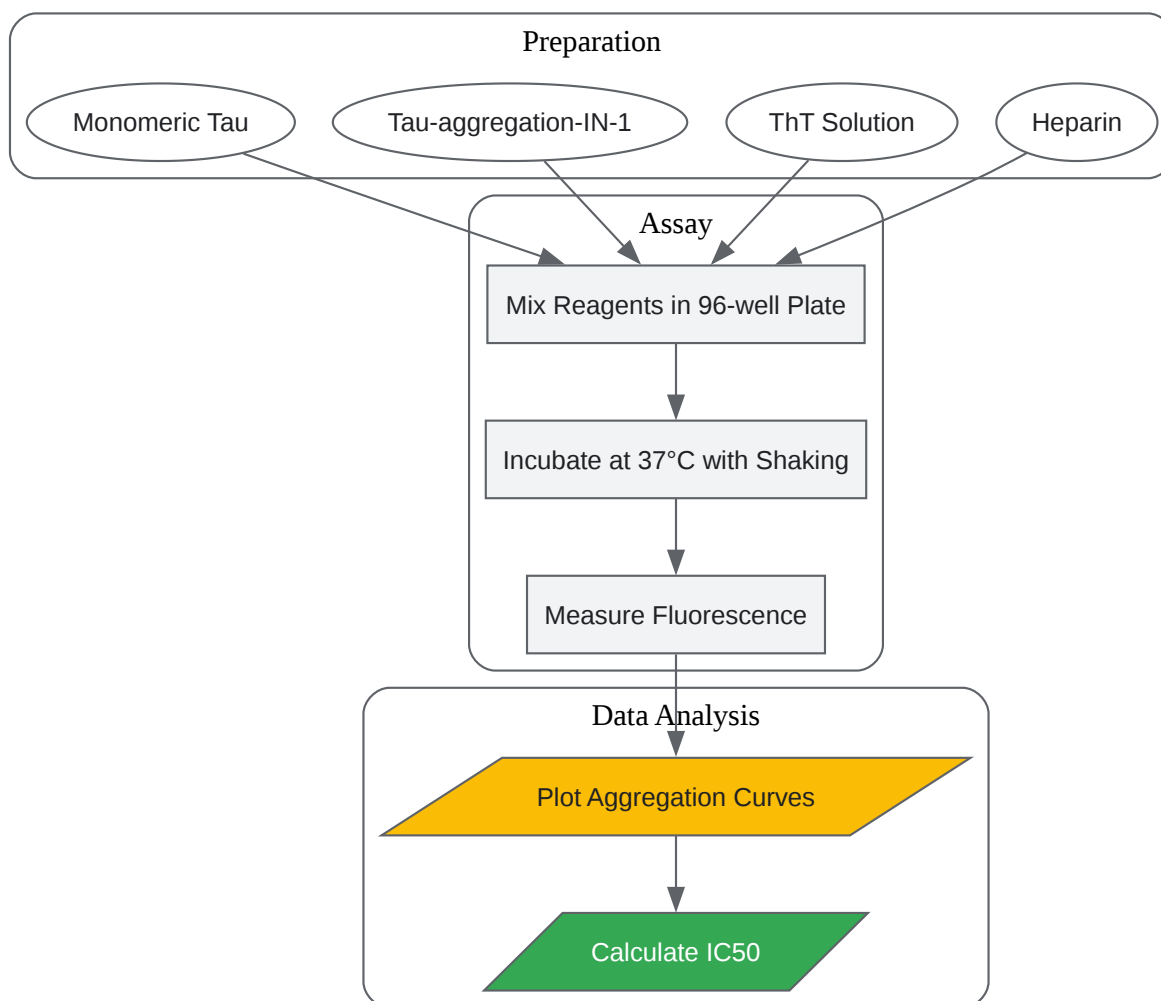 Preparation
Monomeric Tau
Tau-aggregation-IN-1
ThT Solution
Heparin
Assay
Mix Reagents in 96-well Plate
Incubate at 37°C with Shaking
Measure Fluorescence
Data Analysis
Plot Aggregation Curves
Calculate IC50